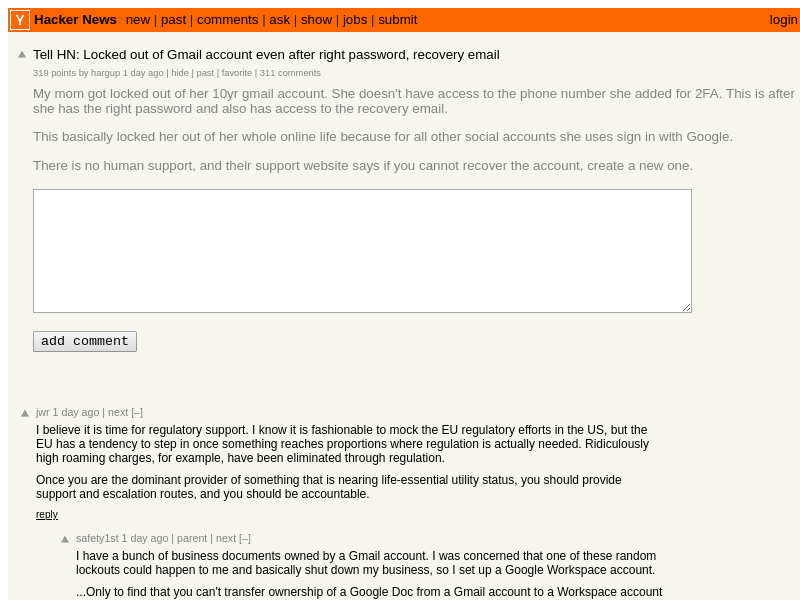 Y Hacker News new | past | comments | ask | show | jobs | submit login
Tell HN: Locked out of Gmail account even after right password, recovery email
319 points by hargup 1 day ago | hide | past | favorite | 311 comments
My mom got locked out of her 10yr gmail account. She doesn't have access to the phone number she added for 2FA. This is after
she has the right password and also has access to the recovery email.
This basically locked her out of her whole online life because for all other social accounts she uses sign in with Google.
There is no human support, and their support website says if you cannot recover the account, create a new one.
add comment
jwr 1 day ago | next [–]
I believe it is time for regulatory support. I know it is fashionable to mock the EU regulatory efforts in the US, but the
EU has a tendency to step in once something reaches proportions where regulation is actually needed. Ridiculously
high roaming charges, for example, have been eliminated through regulation.
Once you are the dominant provider of something that is nearing life-essential utility status, you should provide
support and escalation routes, and you should be accountable.
reply
safety1st 1 day ago | parent | next [–]
I have a bunch of business documents owned by a Gmail account. I was concerned that one of these random
lockouts could happen to me and basically shut down my business, so I set up a Google Workspace account.
...Only to find that you can't transfer ownership of a Google Doc from a Gmail account to a Workspace account